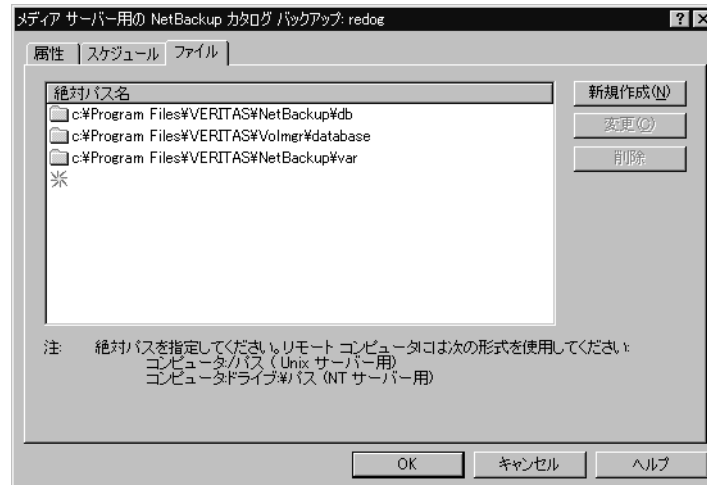 メディア サーバー用の NetBackup カタログ バックアップ: redog
属性 スケジュール ファイル
絶対パス名
c:¥Program Files¥VERITAS¥NetBackup¥db
c:¥Program Files¥VERITAS¥Volmgr¥database
c:¥Program Files¥VERITAS¥NetBackup¥var
新規作成(N)
変更(G)
削除
注: 絶対パスを指定してください。リモート コンピュータには次の形式を使用してください:
コンピュータ:/パス ( Unix サーバー用)
コンピュータ:ドライブ:¥パス (NT サーバー用)
OK キャンセル ヘルプ